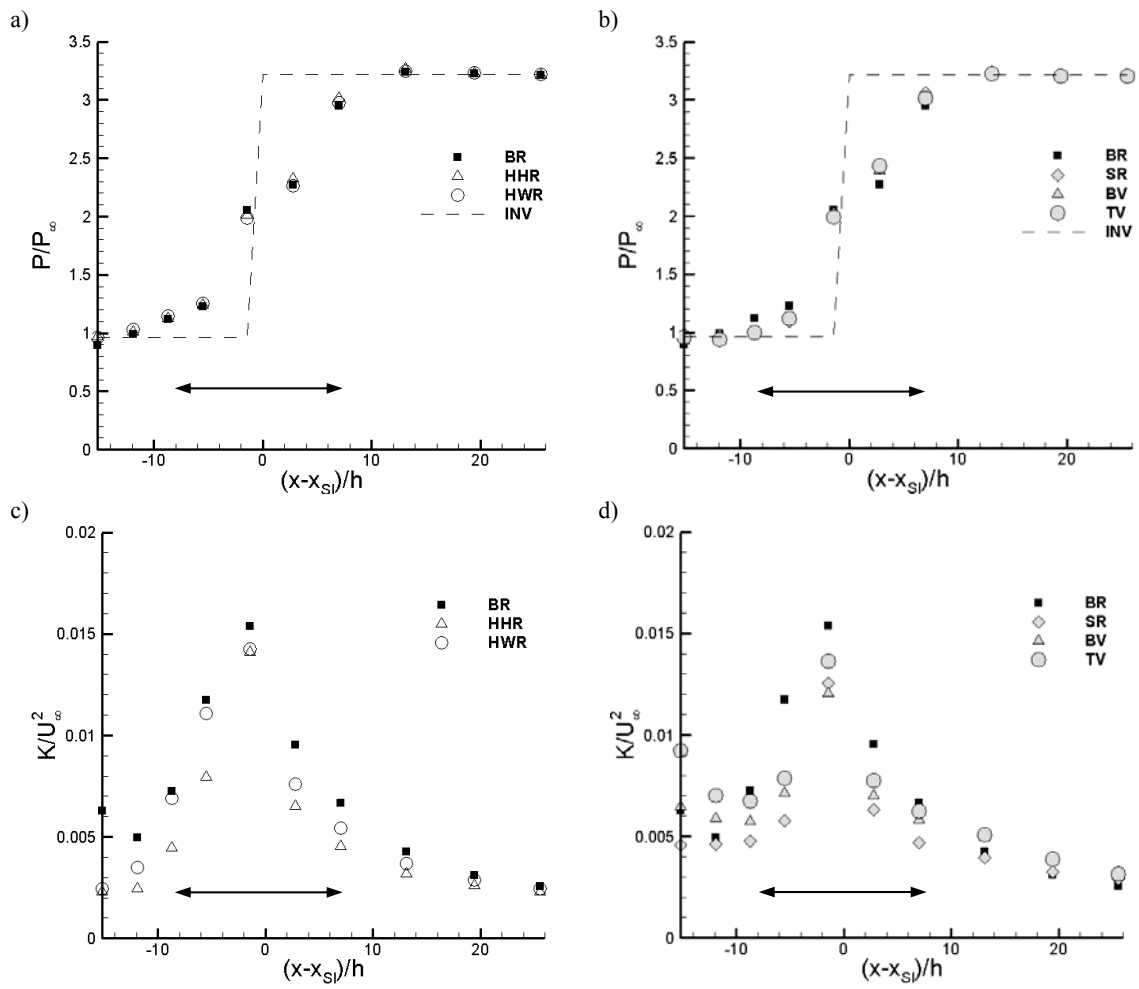 a)
P/P∞
3.5
3
2.5
2
1.5
1
0.5
0
-10
0
10
20
(x-xSI)/h
BR
HHR
HWR
INV
b)
P/P∞
3.5
3
2.5
2
1.5
1
0.5
0
-10
0
10
20
(x-xSI)/h
BR
SR
BV
TV
INV
c)
K/U²∞
0.02
0.015
0.01
0.005
0
-10
0
10
20
(x-xSI)/h
BR
HHR
HWR
d)
K/U²∞
0.02
0.015
0.01
0.005
0
-10
0
10
20
(x-xSI)/h
BR
SR
BV
TV